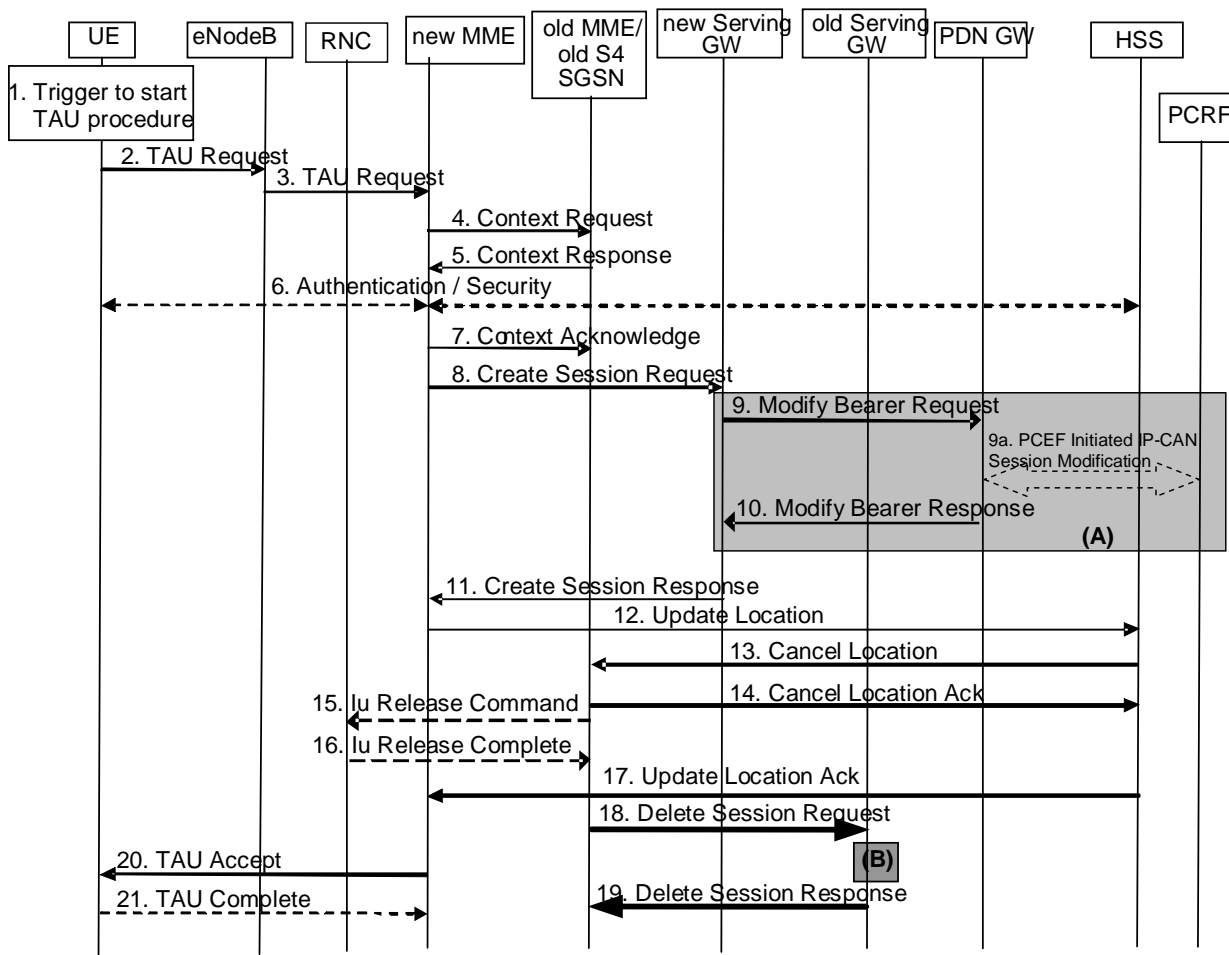 UE
eNodeB
RNC
new MME
old MME/
old S4
SGSN
new Serving
GW
old Serving
GW
PDN GW
HSS
PCRF
1. Trigger to start
TAU procedure
2. TAU Request
3. TAU Request
4. Context Request
5. Context Response
6. Authentication / Security
7. Context Acknowledge
8. Create Session Request
9. Modify Bearer Request
9a. PCEF Initiated IP-CAN
Session Modification
10. Modify Bearer Response
(A)
11. Create Session Response
12. Update Location
13. Cancel Location
14. Cancel Location Ack
15. Iu Release Command
16. Iu Release Complete
17. Update Location Ack
18. Delete Session Request
(B)
20. TAU Accept
19. Delete Session Response
21. TAU Complete